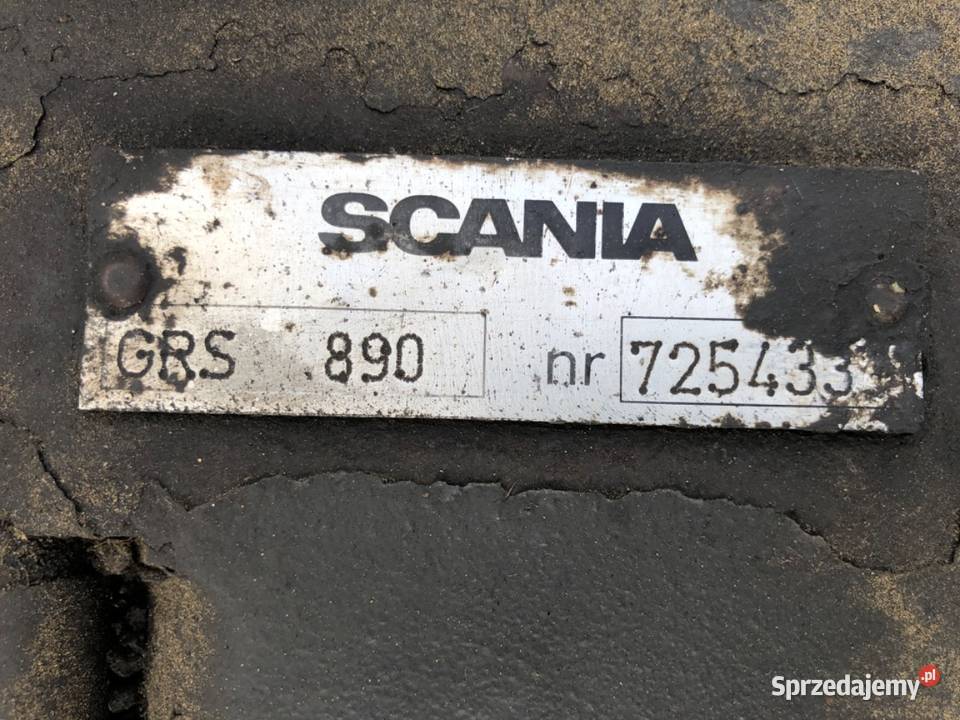 SCANIA
GRS 890 nr 725433
Sprzedajemy.pl